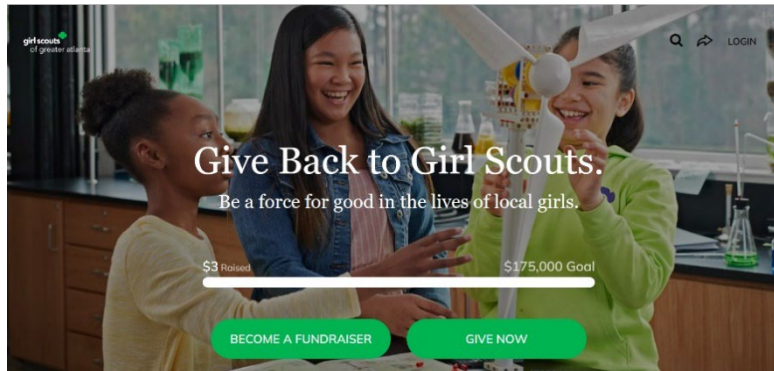 girl scouts
of greater atlanta
LOGIN
Give Back to Girl Scouts.
Be a force for good in the lives of local girls.
$3 Raised
$175,000 Goal
BECOME A FUNDRAISER
GIVE NOW